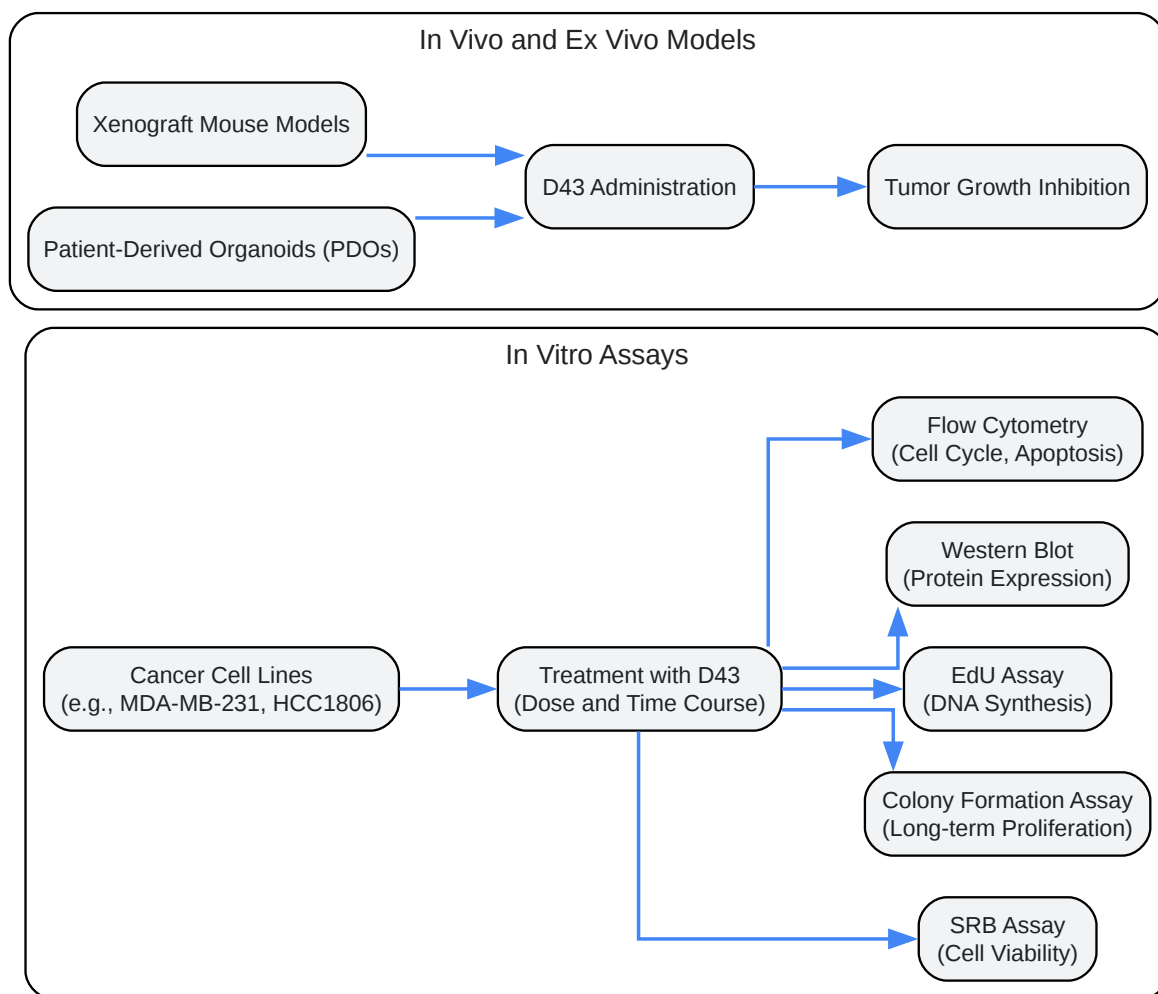 In Vivo and Ex Vivo Models
Xenograft Mouse Models
D43 Administration
Tumor Growth Inhibition
Patient-Derived Organoids (PDOs)
In Vitro Assays
Flow Cytometry
(Cell Cycle, Apoptosis)
Western Blot
(Protein Expression)
Cancer Cell Lines
(e.g., MDA-MB-231, HCC1806)
Treatment with D43
(Dose and Time Course)
EdU Assay
(DNA Synthesis)
Colony Formation Assay
(Long-term Proliferation)
SRB Assay
(Cell Viability)